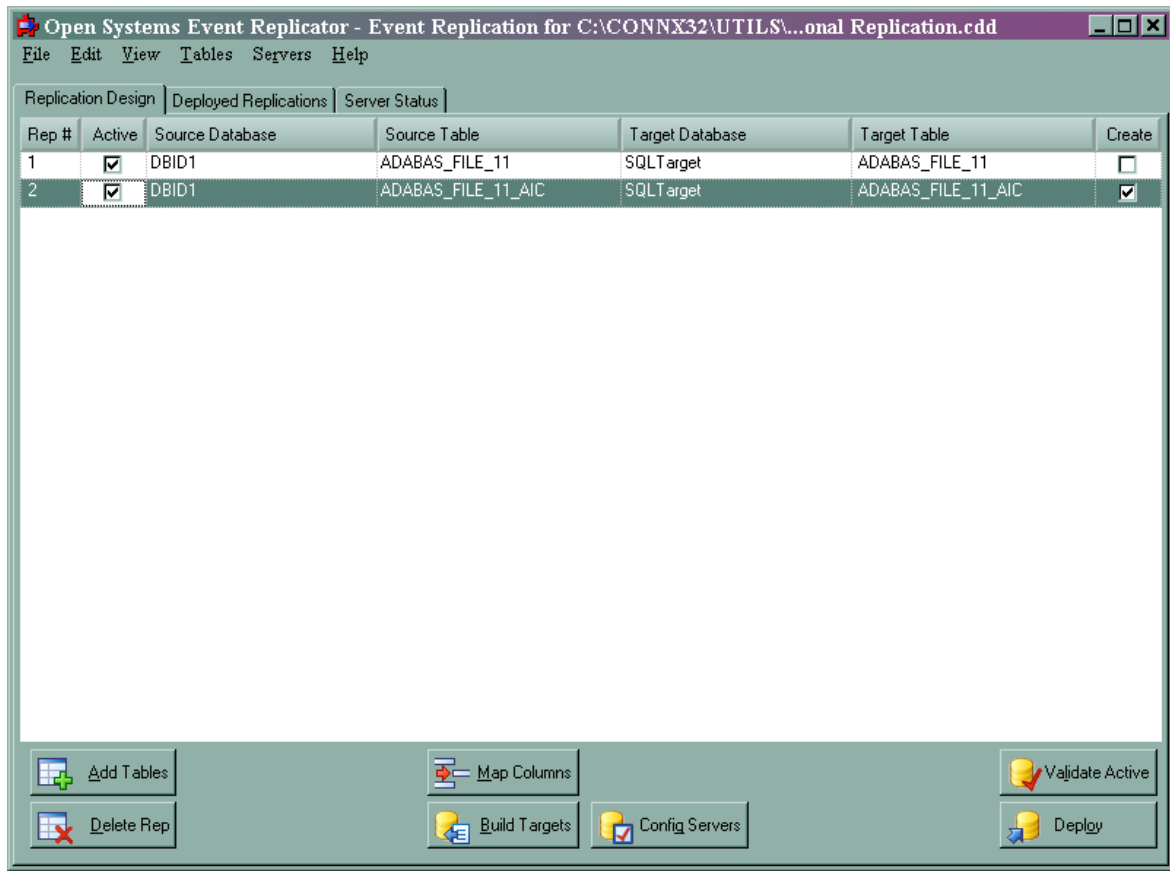 Open Systems Event Replicator - Event Replication for C:\CONNX32\UTILS\...onal Replication.cdd
File Edit View Tables Servers Help
Replication Design Deployed Replications Server Status
Rep # Active Source Database Source Table Target Database Target Table Create
1 DBID1 ADABAS_FILE_11 SQLTarget ADABAS_FILE_11
2 DBID1 ADABAS_FILE_11_AIC SQLTarget ADABAS_FILE_11_AIC
Add Tables Map Columns Validate Active
Delete Rep Build Targets Config Servers Deploy